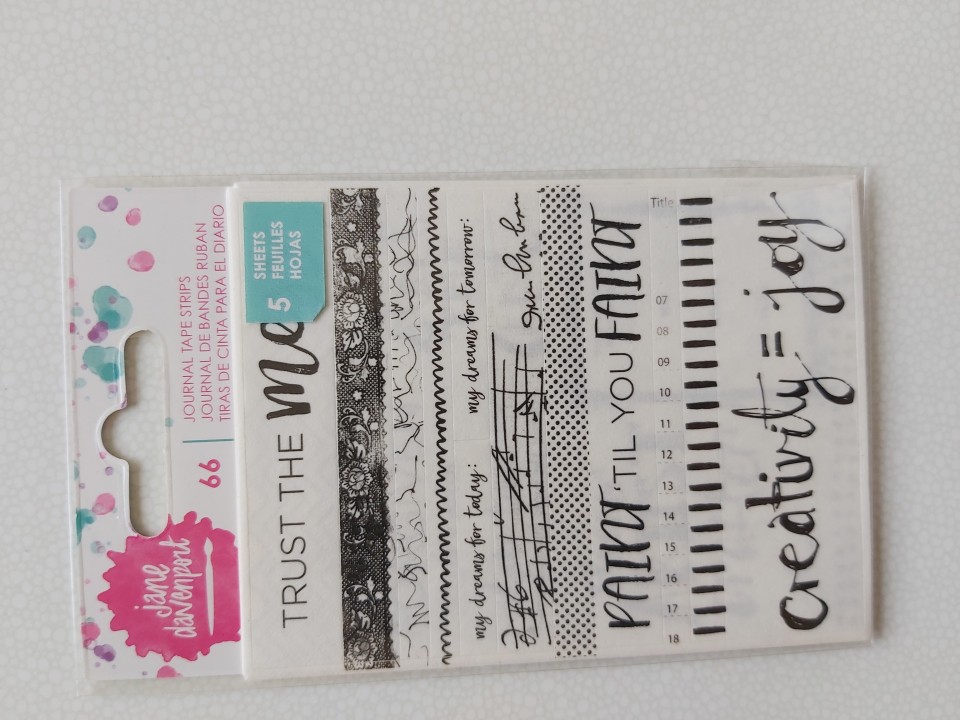 jane
davenport
66
JOURNAL TAPE STRIPS
JOURNAL DE BANDES RUBAN
TIRAS DE CINTA PARA EL DIARIO
5
SHEETS
FEUILLES
HOJAS
TRUST THE
my dreams for today:
my dreams for tomorrow:
PAINT 'TIL YOU FAINT
18 17 16 15 14 13 12 11 10 09 08 07 Title
creativity = joy